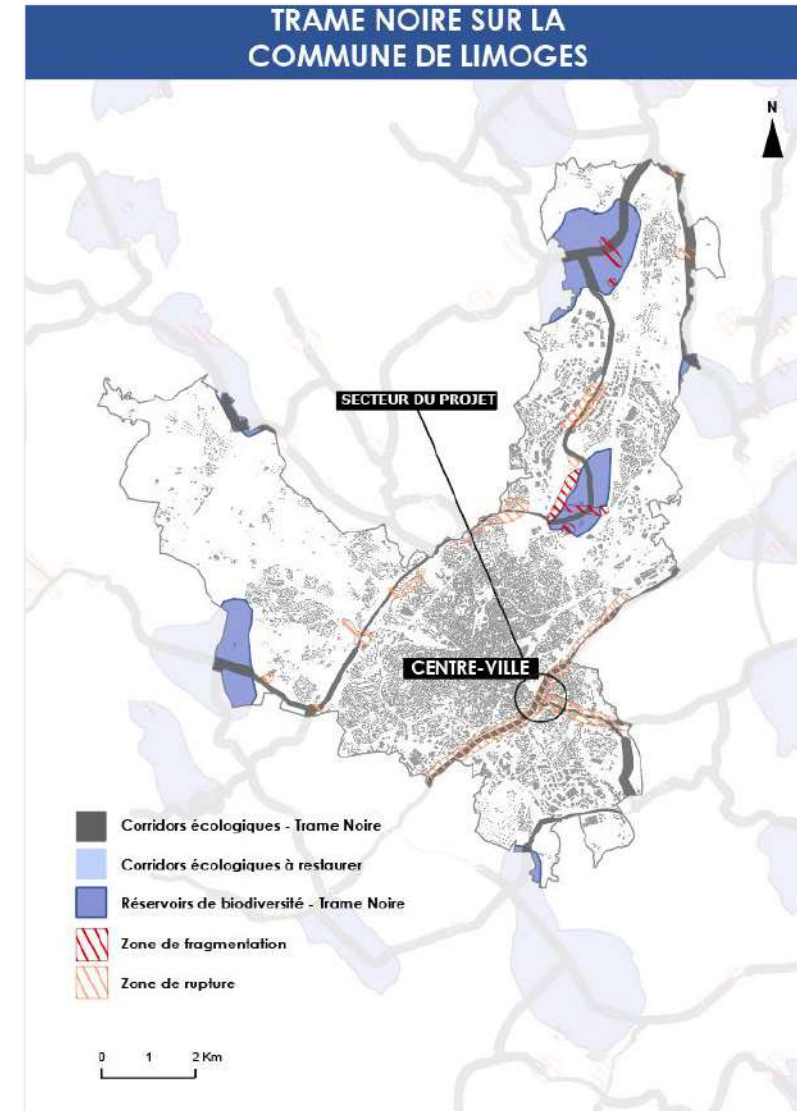 TRAME NOIRE SUR LA
COMMUNE DE LIMOGES
N
SECTEUR DU PROJET
CENTRE-VILLE
Corridors écologiques - Trame Noire
Corridors écologiques à restaurer
Réservoirs de biodiversité - Trame Noire
Zone de fragmentation
Zone de rupture
0 1 2 Km